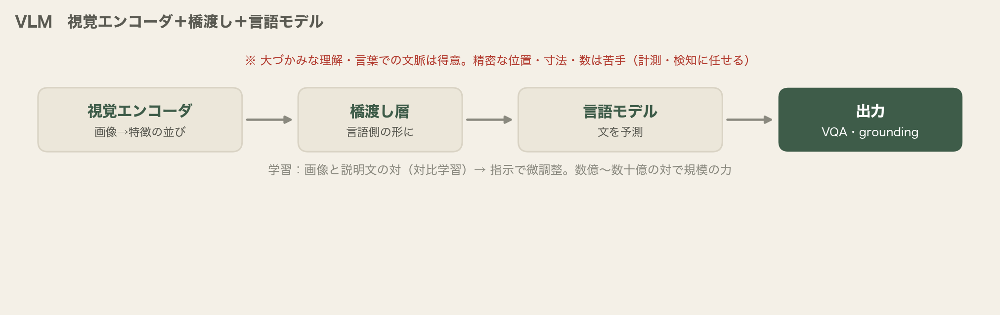 VLM　視覚エンコーダ＋橋渡し＋言語モデル
※ 大づかみな理解・言葉での文脈は得意。精密な位置・寸法・数は苦手（計測・検知に任せる）
視覚エンコーダ
画像→特徴の並び
橋渡し層
言語側の形に
言語モデル
文を予測
出力
VQA・grounding
学習：画像と説明文の対（対比学習）→ 指示で微調整。数億〜数十億の対で規模の力